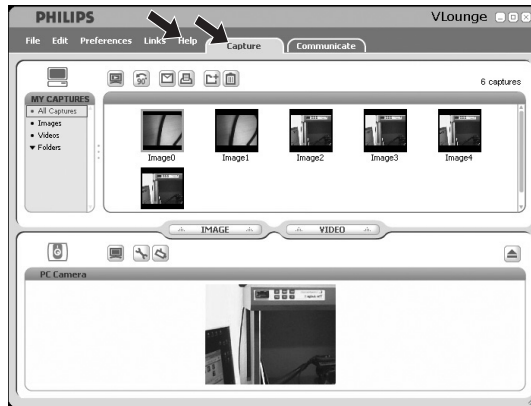 PHILIPS
VLounge
File Edit Preferences Links Help
Capture
Communicate
90°
6 captures
MY CAPTURES
All Captures
Images
Videos
Folders
Image0 Image1 Image2 Image3 Image4
IMAGE
VIDEO
PC Camera